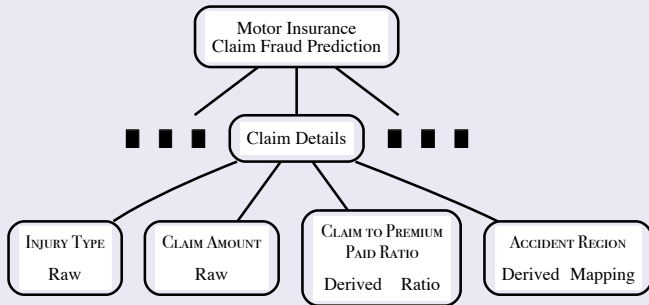 Motor Insurance
Claim Fraud Prediction
Claim Details
Injury Type
Raw
Claim Amount
Raw
Claim to Premium
Paid Ratio
Derived Ratio
Accident Region
Derived Mapping